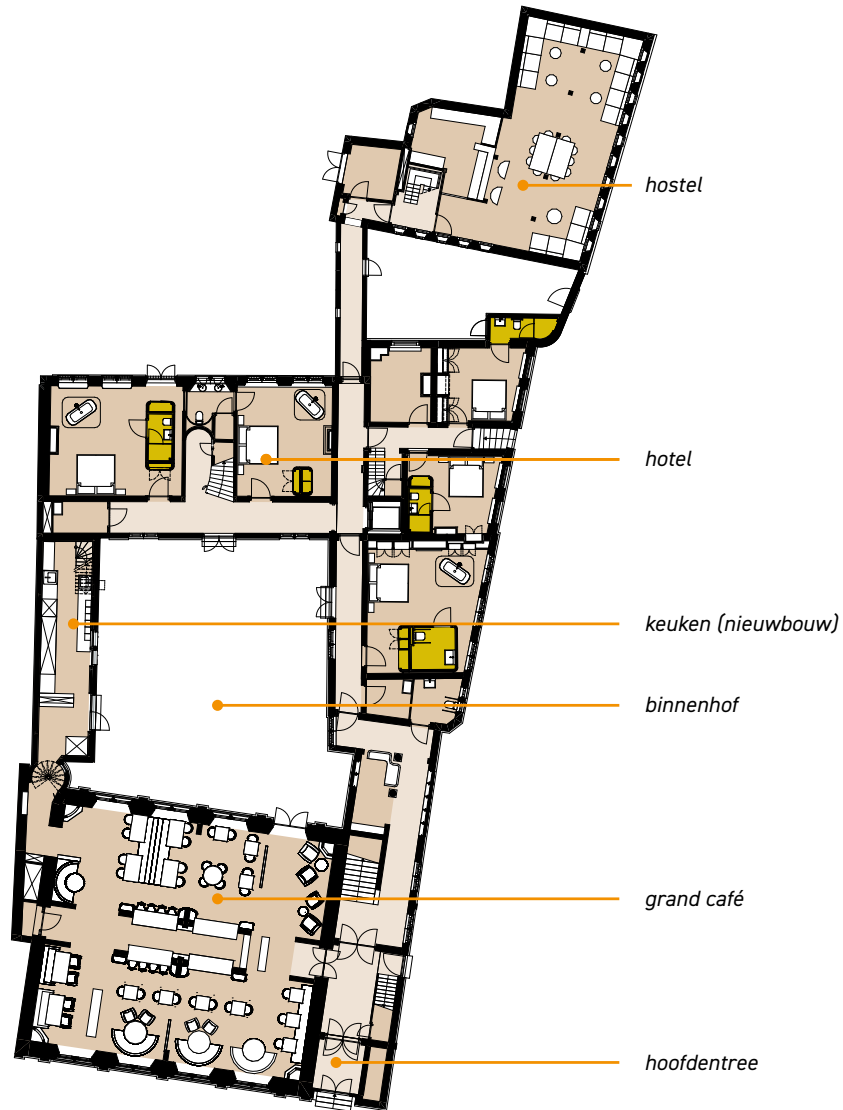 hostel
hotel
keuken (nieuwbouw)
binnenhof
grand café
hoofdentree